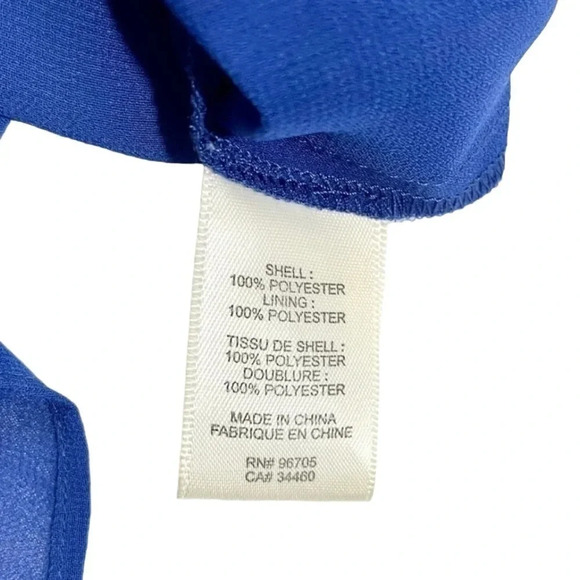 SHELL :
100% POLYESTER
LINING :
100% POLYESTER
TISSU DE SHELL :
100% POLYESTER
DOUBLURE :
100% POLYESTER
MADE IN CHINA
FABRIQUE EN CHINE
RN# 96705
CA# 34460